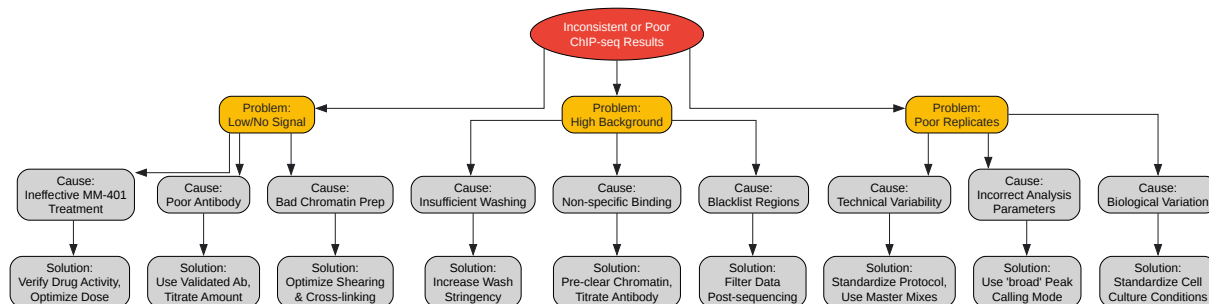 Inconsistent or Poor
ChIP-seq Results
Problem:
Low/No Signal
Problem:
High Background
Problem:
Poor Replicates
Cause:
Ineffective MM-401
Treatment
Cause:
Poor Antibody
Cause:
Bad Chromatin Prep
Cause:
Insufficient Washing
Cause:
Non-specific Binding
Cause:
Blacklist Regions
Cause:
Technical Variability
Cause:
Incorrect Analysis
Parameters
Cause:
Biological Variation
Solution:
Verify Drug Activity,
Optimize Dose
Solution:
Use Validated Ab,
Titrate Amount
Solution:
Optimize Shearing
& Cross-linking
Solution:
Increase Wash
Stringency
Solution:
Pre-clear Chromatin,
Titrate Antibody
Solution:
Filter Data
Post-sequencing
Solution:
Standardize Protocol,
Use Master Mixes
Solution:
Use 'broad' Peak
Calling Mode
Solution:
Standardize Cell
Culture Conditions